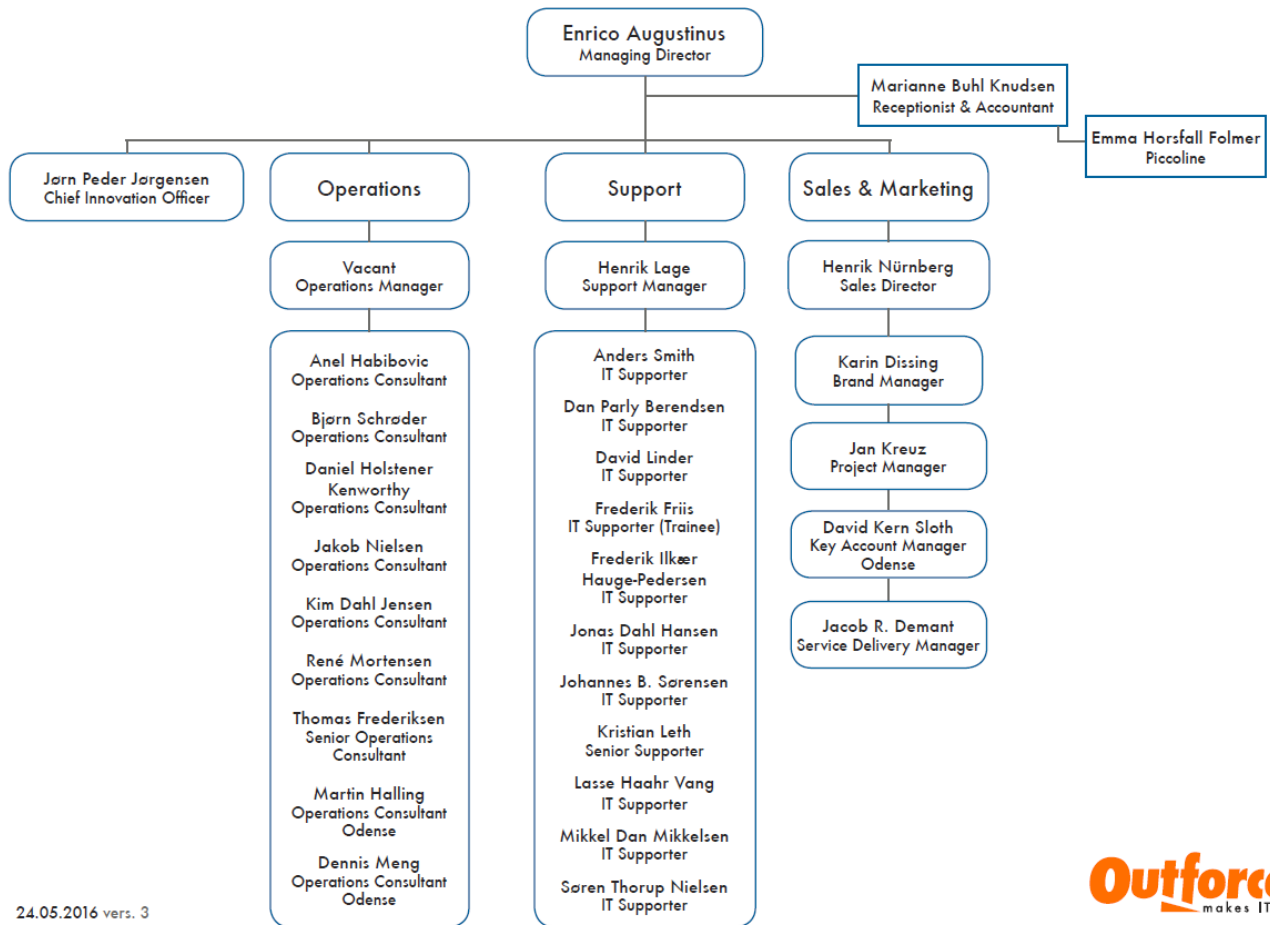 Enrico Augustinus
Managing Director
Marianne Buhl Knudsen
Receptionist & Accountant
Emma Horsfall Folmer
Piccoline
Jørn Peder Jørgensen
Chief Innovation Officer
Operations
Support
Sales & Marketing
Vacant
Operations Manager
Henrik Lage
Support Manager
Henrik Nürnberg
Sales Director
Anel Habibovic
Operations Consultant
Bjørn Schrøder
Operations Consultant
Daniel Holstener
Kenworthy
Operations Consultant
Jakob Nielsen
Operations Consultant
Kim Dahl Jensen
Operations Consultant
René Mortensen
Operations Consultant
Thomas Frederiksen
Senior Operations
Consultant
Martin Halling
Operations Consultant
Odense
Dennis Meng
Operations Consultant
Odense
Anders Smith
IT Supporter
Dan Parly Berendsen
IT Supporter
David Linder
IT Supporter
Frederik Friis
IT Supporter (Trainee)
Frederik Ilkær
Hauge-Pedersen
IT Supporter
Jonas Dahl Hansen
IT Supporter
Johannes B. Sørensen
IT Supporter
Kristian Leth
Senior Supporter
Lasse Haahr Vang
IT Supporter
Mikkel Dan Mikkelsen
IT Supporter
Søren Thorup Nielsen
IT Supporter
Karin Dissing
Brand Manager
Jan Kreuz
Project Manager
David Kern Sloth
Key Account Manager
Odense
Jacob R. Demant
Service Delivery Manager
24.05.2016 vers. 3
Outforce
makes IT